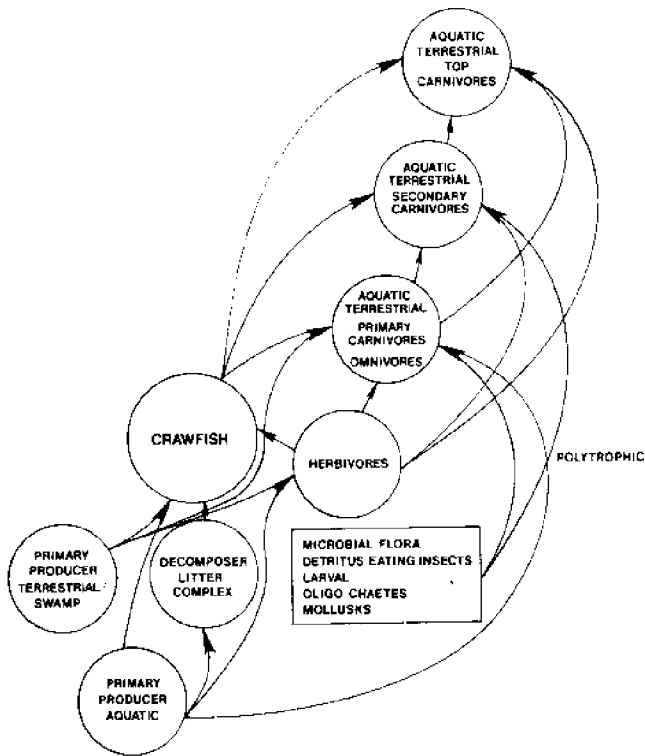 AQUATIC
TERRESTRIAL
TOP
CARNIVORES
AQUATIC
TERRESTRIAL
SECONDARY
CARNIVORES
AQUATIC
TERRESTRIAL
PRIMARY
CARNIVORES
OMNIVORES
CRAWFISH
HERBIVORES
POLYTROPHIC
PRIMARY
PRODUCER
TERRESTRIAL
SWAMP
DECOMPOSER
LITTER
COMPLEX
MICROBIAL FLORA
DETRITUS EATING INSECTS
LARVAL
OLIGO CHAETES
MOLLUSKS
PRIMARY
PRODUCER
AQUATIC